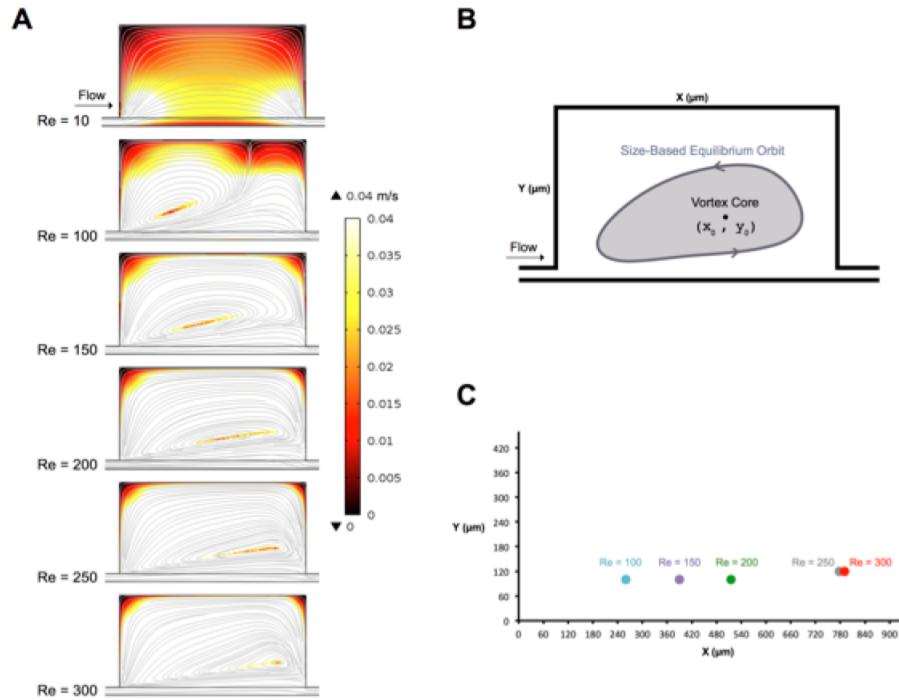 A
Flow
Re = 10
Re = 100
Re = 150
Re = 200
Re = 250
Re = 300
0.04 m/s
0.04
0.035
0.03
0.025
0.02
0.015
0.01
0.005
0
0
B
X (µm)
Size-Based Equilibrium Orbit
Y (µm)
Vortex Core
(x₀ , y₀)
Flow
C
420
360
300
240
180
120
60
0
Y (µm)
Re = 100
Re = 150
Re = 200
Re = 250
Re = 300
0 60 120 180 240 300 360 420 480 540 600 660 720 780 840 900
X (µm)